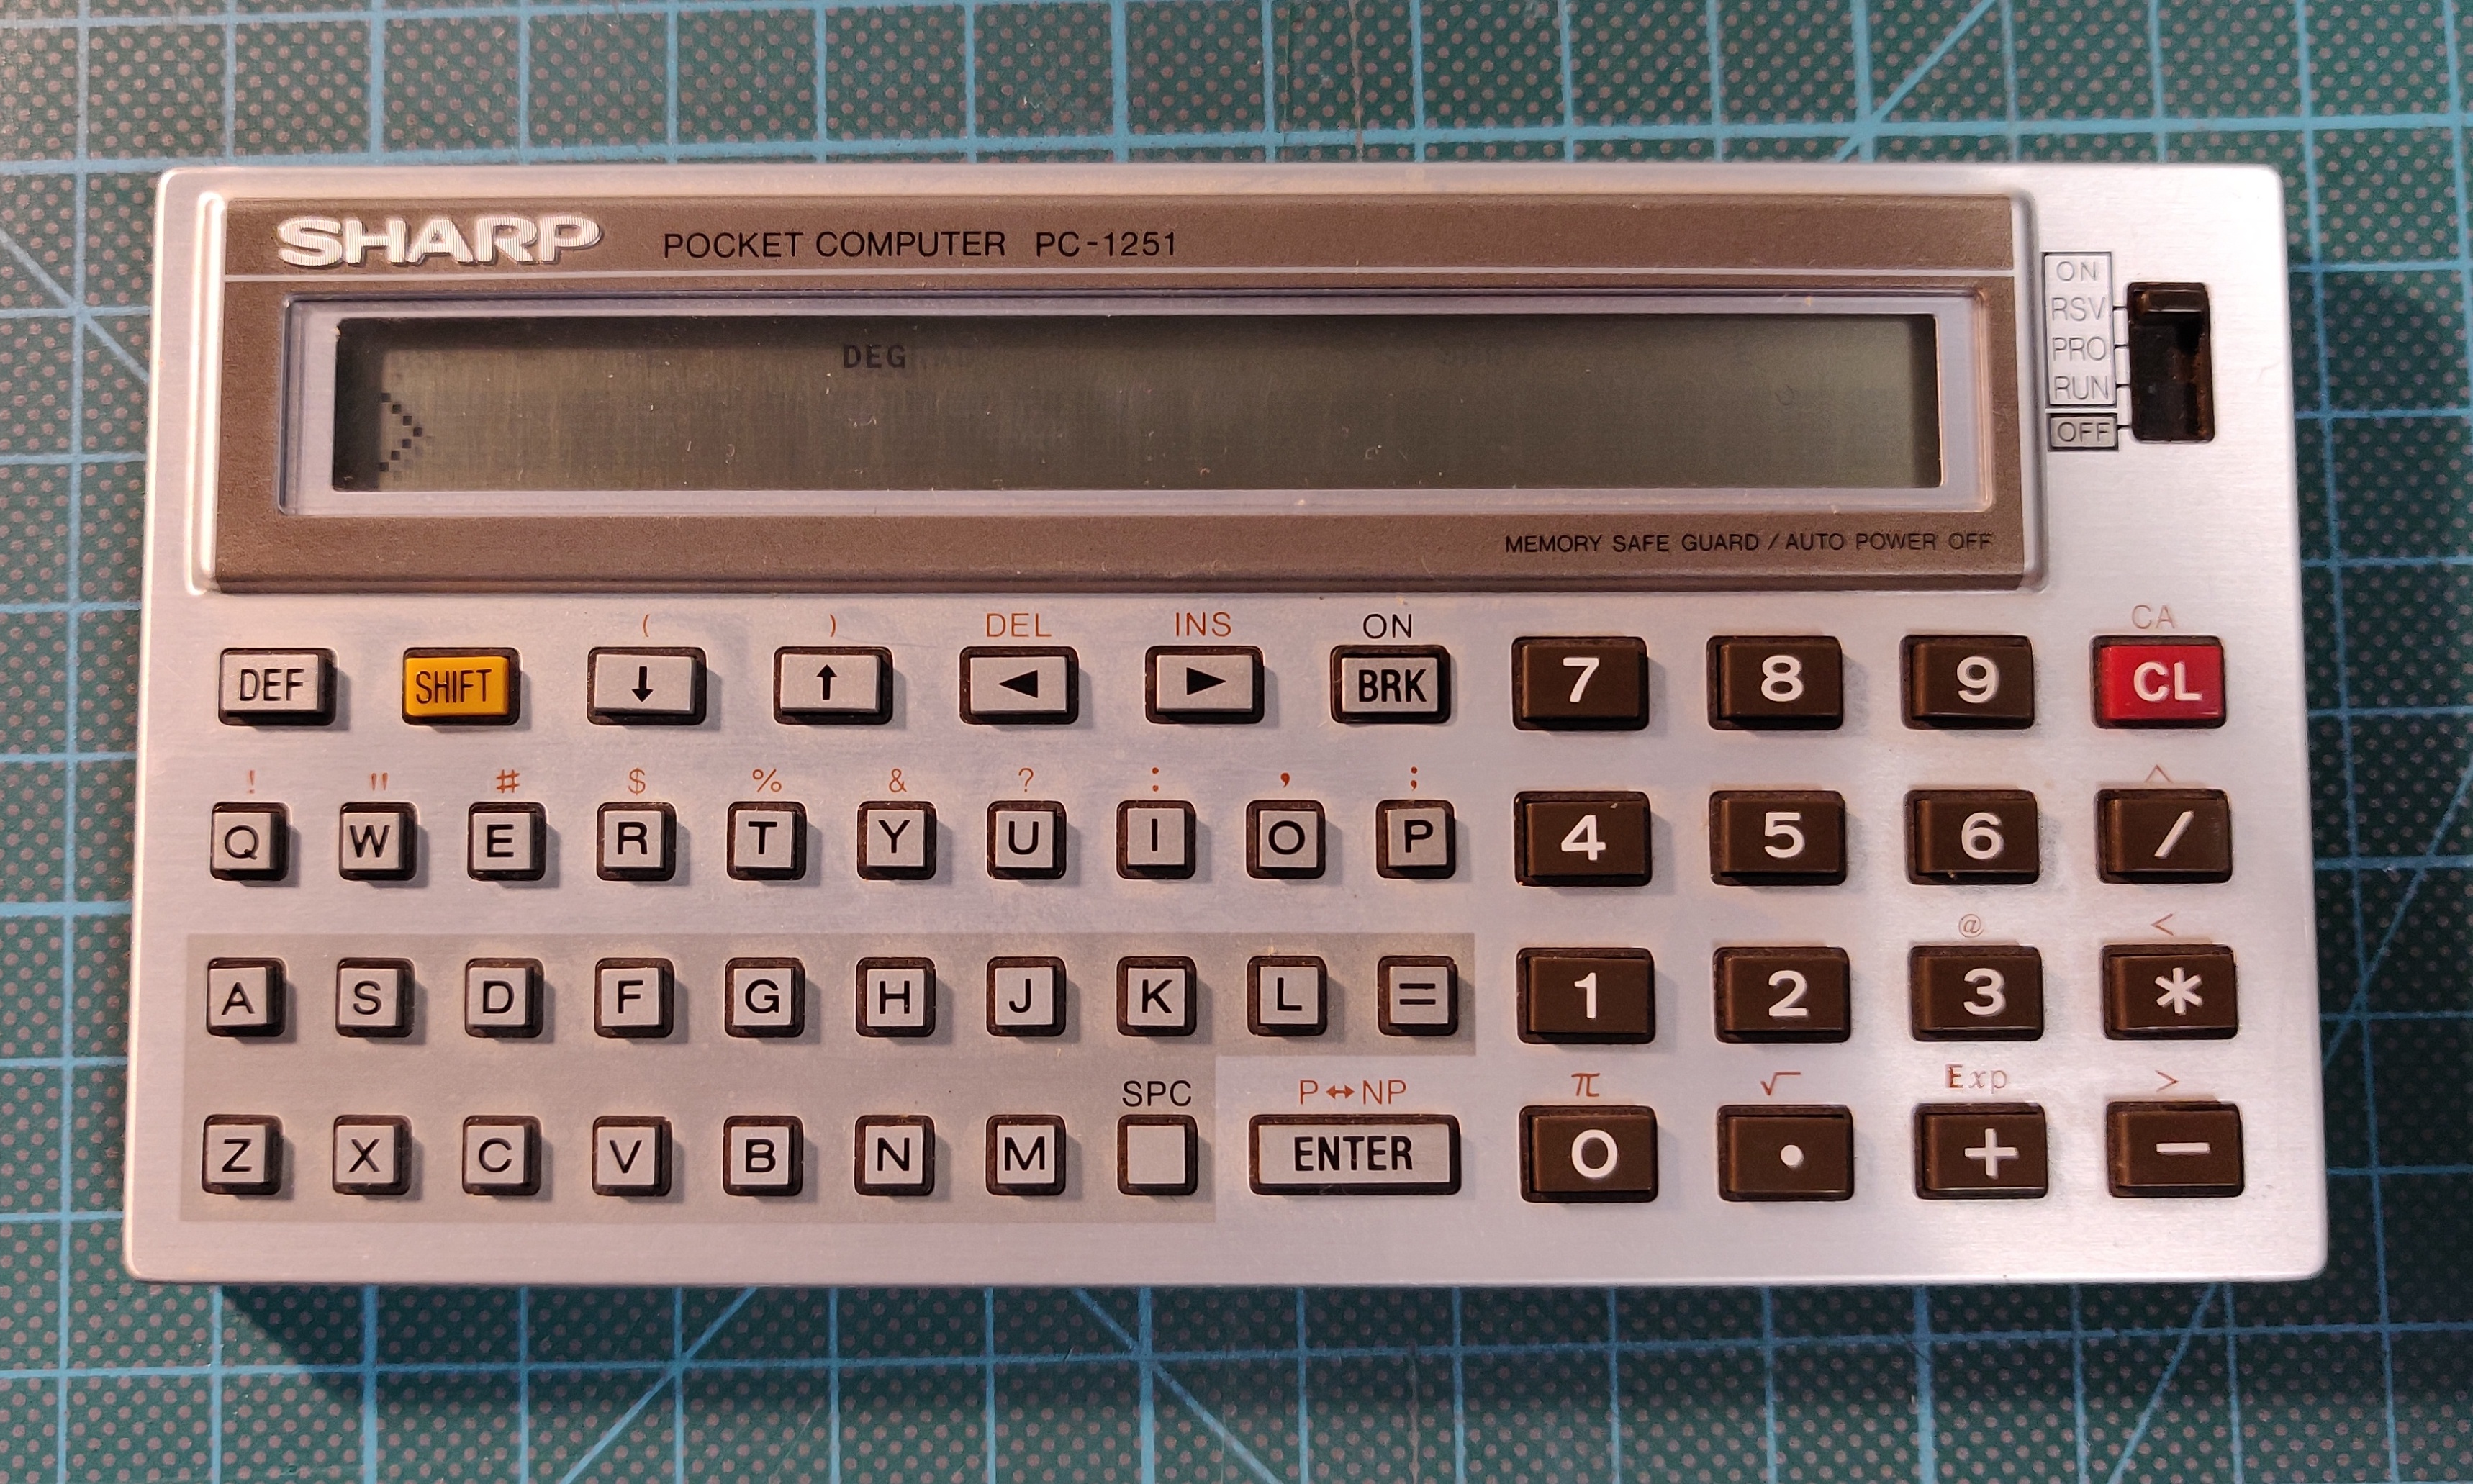 SHARP POCKET COMPUTER PC-1251
ON
RSV
PRO
RUN
OFF
DEG
>
MEMORY SAFE GUARD / AUTO POWER OFF
( ) DEL INS ON CA
DEF SHIFT ↓ ↑ ◀ ▶ BRK 7 8 9 CL
! " # $ % & ? : , ; ^
Q W E R T Y U I O P 4 5 6 /
@ <
A S D F G H J K L = 1 2 3 *
SPC P↔NP π √ Exp >
Z X C V B N M ENTER 0 . + −